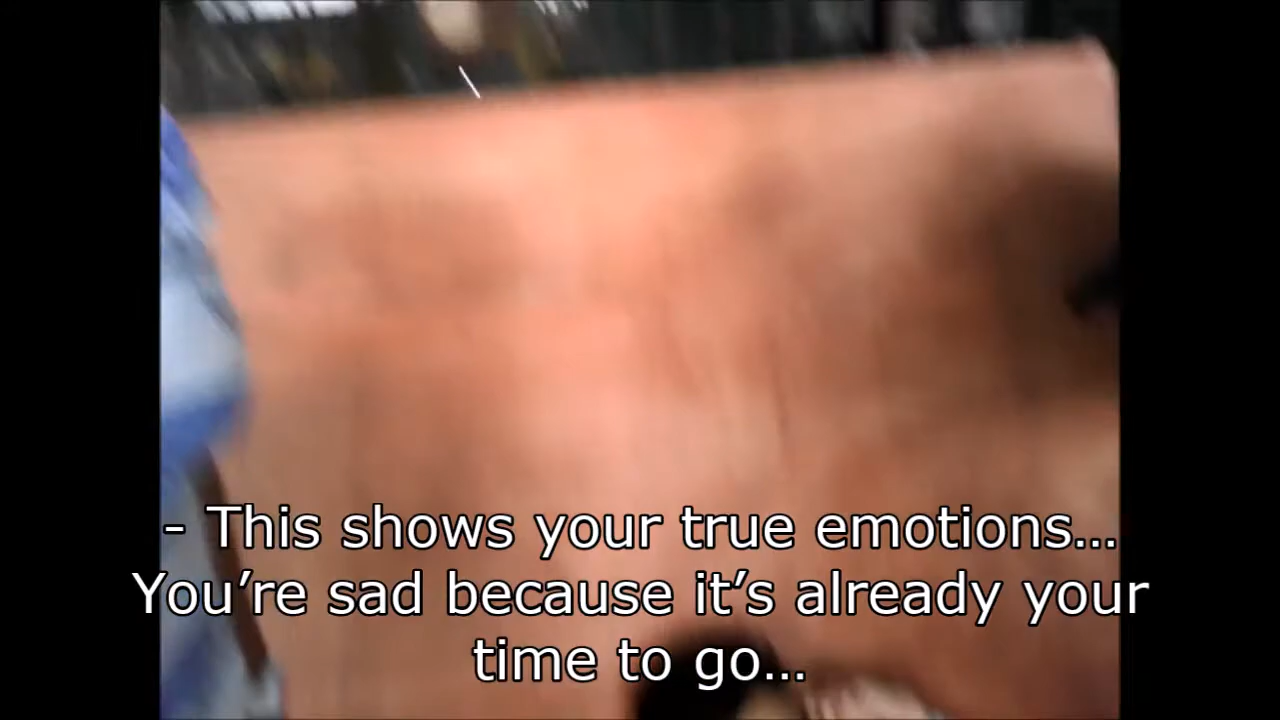 - This shows your true emotions...
You’re sad because it’s already your
time to go...